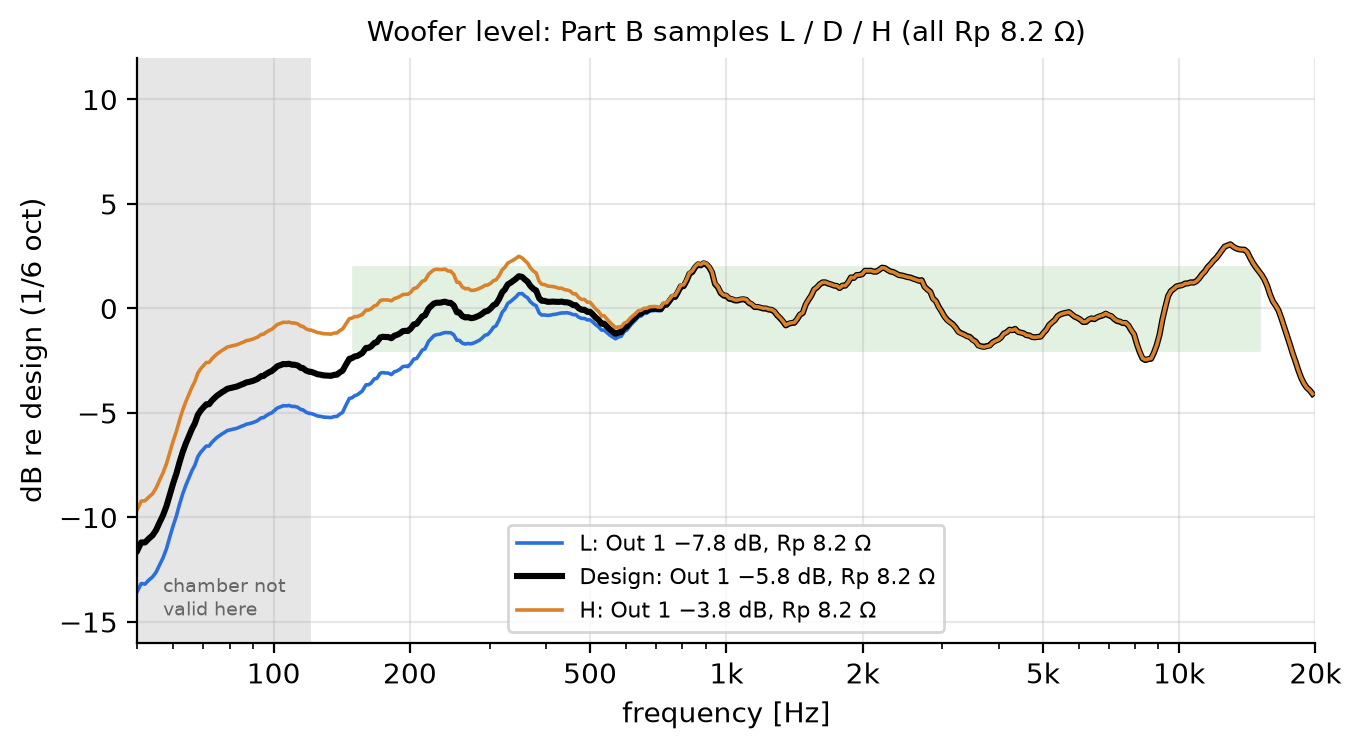 Woofer level: Part B samples L / D / H (all Rp 8.2 Ω)
dB re design (1/6 oct)
10
5
0
−5
−10
−15
chamber not
valid here
L: Out 1 −7.8 dB, Rp 8.2 Ω
Design: Out 1 −5.8 dB, Rp 8.2 Ω
H: Out 1 −3.8 dB, Rp 8.2 Ω
100 200 500 1k 2k 5k 10k 20k
frequency [Hz]